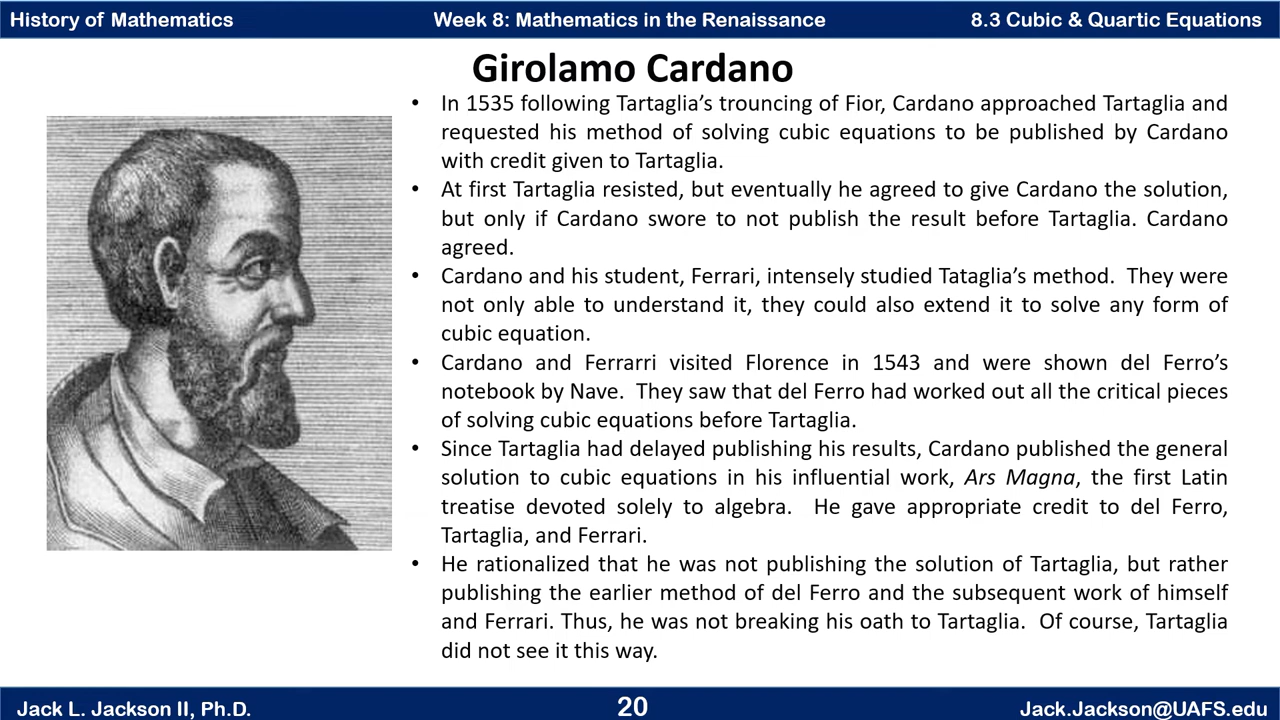 History of Mathematics
Week 8: Mathematics in the Renaissance
8.3 Cubic & Quartic Equations
Girolamo Cardano
• In 1535 following Tartaglia’s trouncing of Fior, Cardano approached Tartaglia and
requested his method of solving cubic equations to be published by Cardano
with credit given to Tartaglia.
• At first Tartaglia resisted, but eventually he agreed to give Cardano the solution,
but only if Cardano swore to not publish the result before Tartaglia. Cardano
agreed.
• Cardano and his student, Ferrari, intensely studied Tataglia’s method. They were
not only able to understand it, they could also extend it to solve any form of
cubic equation.
• Cardano and Ferrarri visited Florence in 1543 and were shown del Ferro’s
notebook by Nave. They saw that del Ferro had worked out all the critical pieces
of solving cubic equations before Tartaglia.
• Since Tartaglia had delayed publishing his results, Cardano published the general
solution to cubic equations in his influential work, Ars Magna, the first Latin
treatise devoted solely to algebra. He gave appropriate credit to del Ferro,
Tartaglia, and Ferrari.
• He rationalized that he was not publishing the solution of Tartaglia, but rather
publishing the earlier method of del Ferro and the subsequent work of himself
and Ferrari. Thus, he was not breaking his oath to Tartaglia. Of course, Tartaglia
did not see it this way.
Jack L. Jackson II, Ph.D.
20
Jack.Jackson@UAFS.edu